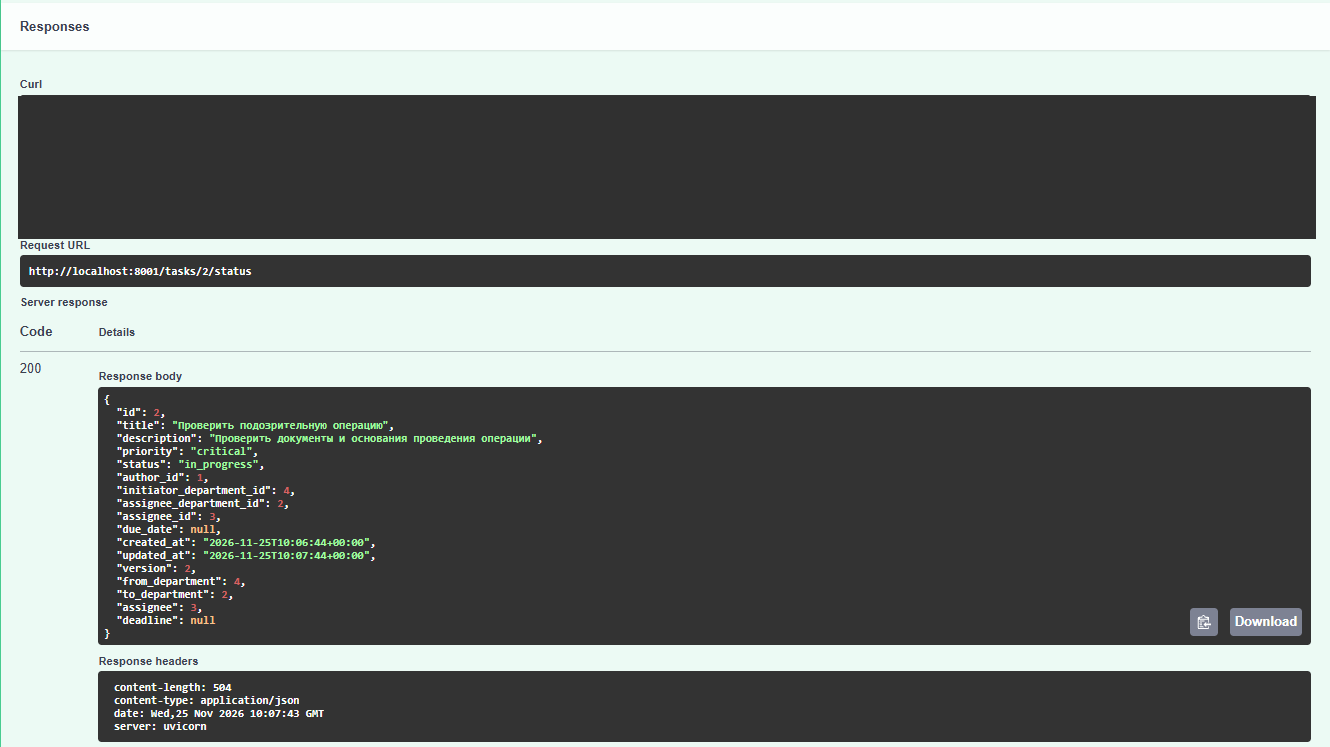 Responses
Curl
Request URL
http://localhost:8001/tasks/2/status
Server response
Code Details
200
Response body
{
  "id": 2,
  "title": "Проверить подозрительную операцию",
  "description": "Проверить документы и основания проведения операции",
  "priority": "critical",
  "status": "in_progress",
  "author_id": 1,
  "initiator_department_id": 4,
  "assignee_department_id": 2,
  "assignee_id": 3,
  "due_date": null,
  "created_at": "2026-11-25T10:06:44+00:00",
  "updated_at": "2026-11-25T10:07:44+00:00",
  "version": 2,
  "from_department": 4,
  "to_department": 2,
  "assignee": 3,
  "deadline": null
}
Download
Response headers
content-length: 504
content-type: application/json
date: Wed,25 Nov 2026 10:07:43 GMT
server: uvicorn